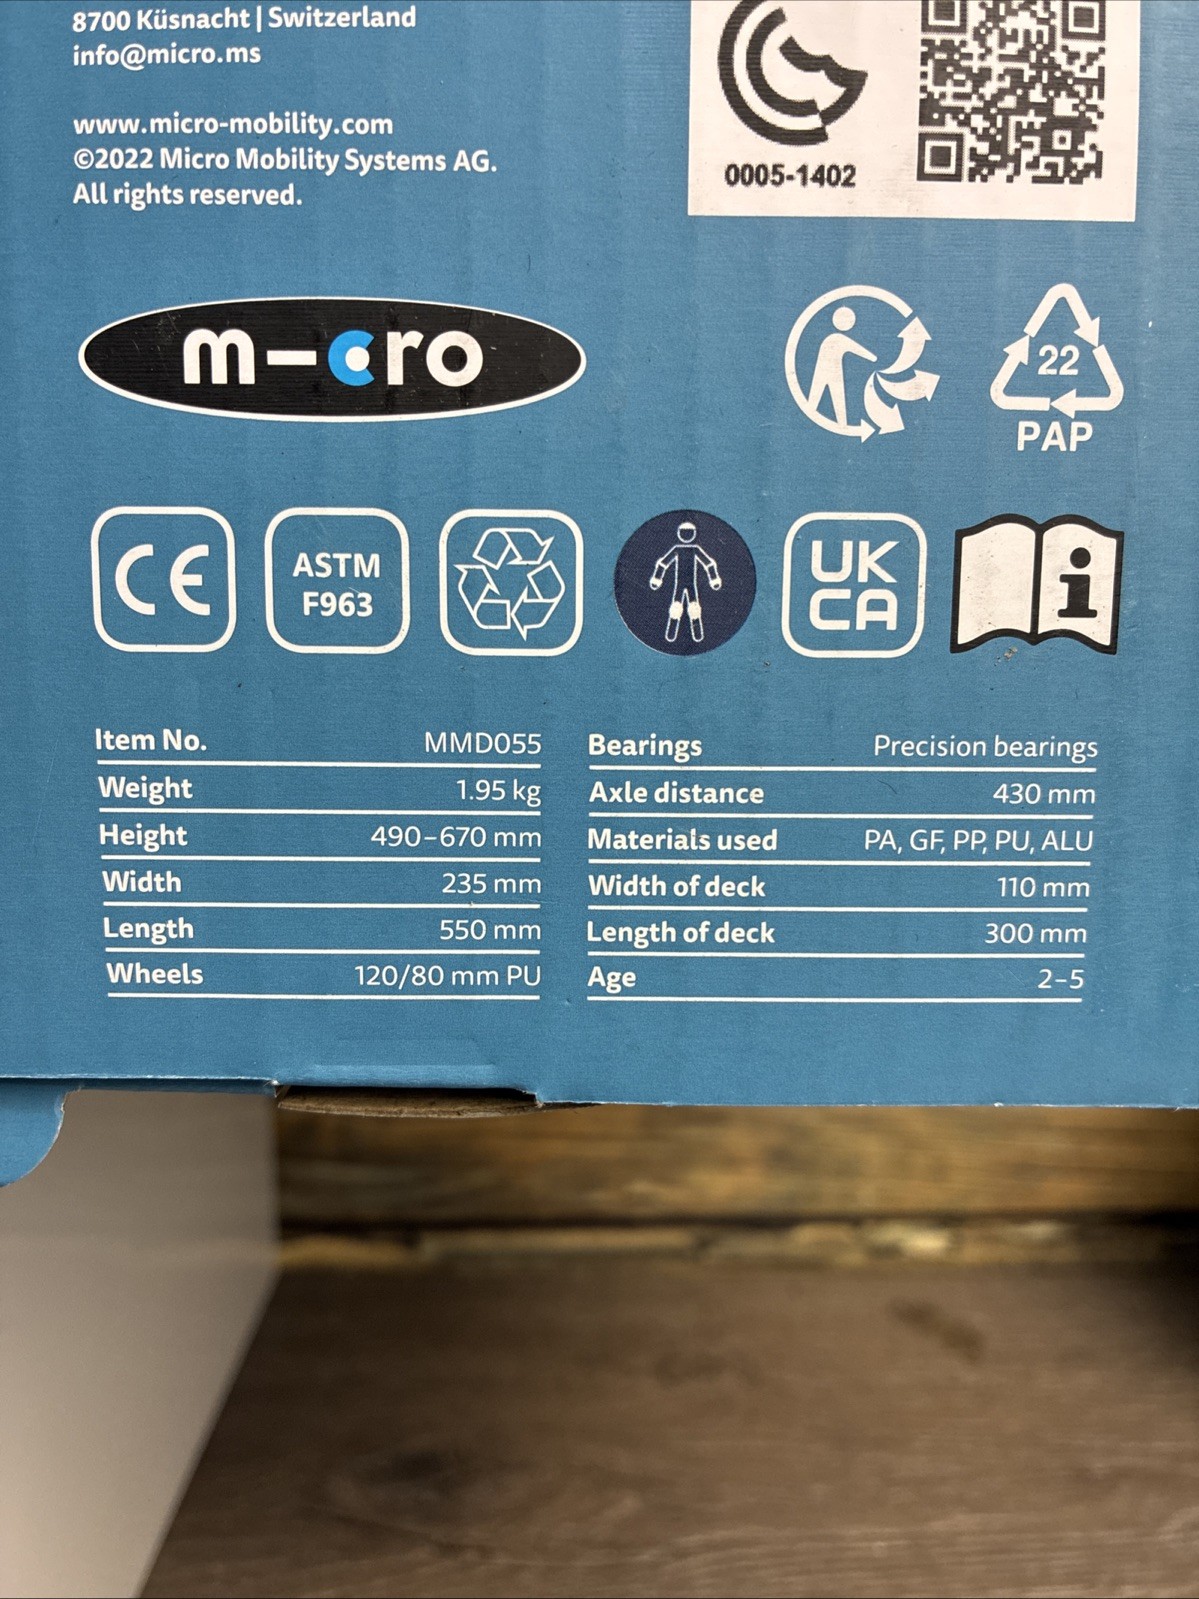 8700 Küsnacht | Switzerland
info@micro.ms
www.micro-mobility.com
©2022 Micro Mobility Systems AG.
All rights reserved.
0005-1402
m-cro
22
PAP
CE
ASTM
F963
UK
CA
i
Item No. MMD055
Weight 1.95 kg
Height 490-670 mm
Width 235 mm
Length 550 mm
Wheels 120/80 mm PU
Bearings Precision bearings
Axle distance 430 mm
Materials used PA, GF, PP, PU, ALU
Width of deck 110 mm
Length of deck 300 mm
Age 2-5